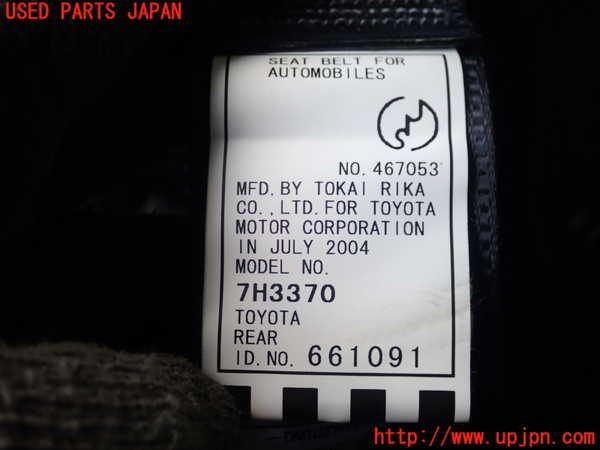 USED PARTS JAPAN
SEAT BELT FOR
AUTOMOBILES
NO. 467053
MFD. BY TOKAI RIKA
CO., LTD. FOR TOYOTA
MOTOR CORPORATION
IN JULY 2004
MODEL NO.
7H3370
TOYOTA
REAR
ID. NO. 661091
http://www.upjpn.com